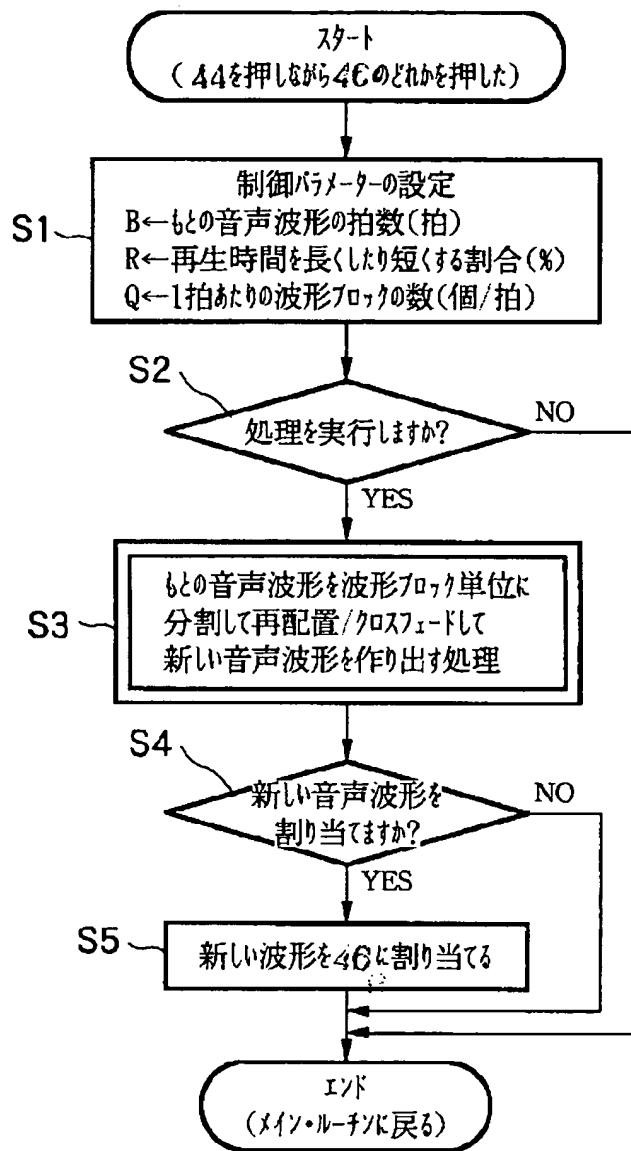 スタート
(44を押しながら46のどれかを押した)
S1
制御パラメーターの設定
B←もとの音声波形の拍数(拍)
R←再生時間を長くしたり短くする割合(%)
Q←1拍あたりの波形ブロックの数(個/拍)
S2
処理を実行しますか?
NO
YES
S3
もとの音声波形を波形ブロック単位に
分割して再配置/クロスフェードして
新しい音声波形を作り出す処理
S4
新しい音声波形を
割り当てますか?
NO
YES
S5
新しい波形を46に割り当てる
エンド
(メイン・ルーチンに戻る)